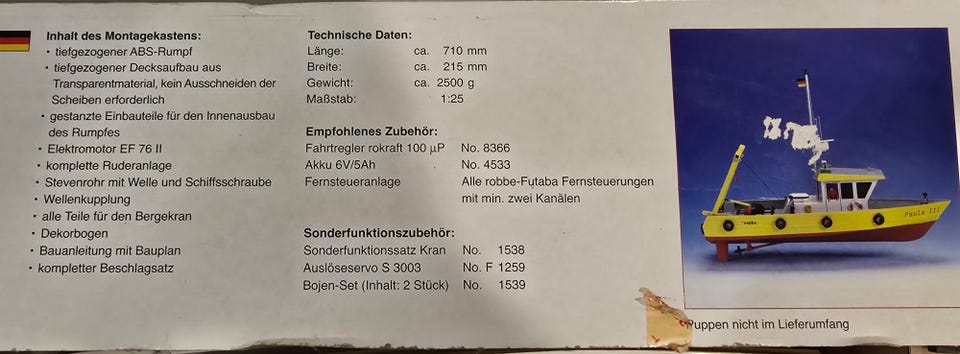 Inhalt des Montagekastens:
· tiefgezogener ABS-Rumpf
· tiefgezogener Decksaufbau aus
Transparentmaterial, kein Ausschneiden der
Scheiben erforderlich
· gestanzte Einbauteile für den Innenausbau
des Rumpfes
· Elektromotor EF 76 II
· komplette Ruderanlage
· Stevenrohr mit Welle und Schiffsschraube
· Wellenkupplung
· alle Teile für den Bergekran
· Dekorbogen
· Bauanleitung mit Bauplan
· kompletter Beschlagsatz
Technische Daten:
Länge: ca. 710 mm
Breite: ca. 215 mm
Gewicht: ca. 2500 g
Maßstab: 1:25
Empfohlenes Zubehör:
Fahrtregler rokraft 100 µP No. 8366
Akku 6V/5Ah No. 4533
Fernsteueranlage Alle robbe-Futaba Fernsteuerungen
mit min. zwei Kanälen
Sonderfunktionszubehör:
Sonderfunktionssatz Kran No. 1538
Auslöseservo S 3003 No. F 1259
Bojen-Set (Inhalt: 2 Stück) No. 1539
robbe
Paula III
Puppen nicht im Lieferumfang